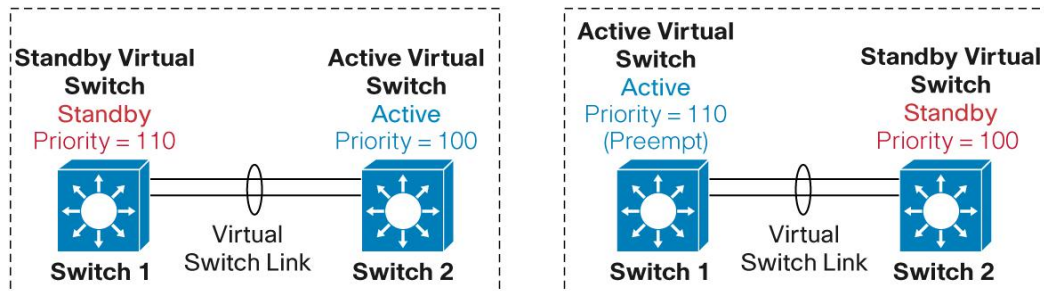 Standby Virtual
Switch
Standby
Priority = 110
Active Virtual
Switch
Active
Priority = 100
Virtual
Switch Link
Switch 1
Switch 2
Active Virtual
Switch
Active
Priority = 110
(Preempt)
Standby Virtual
Switch
Standby
Priority = 100
Virtual
Switch Link
Switch 1
Switch 2